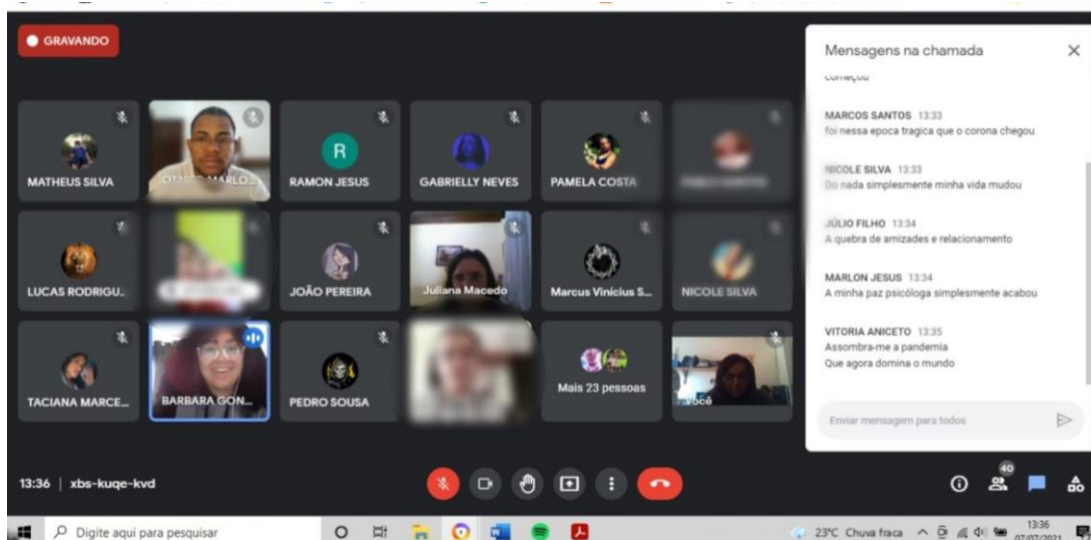 GRAVANDO
MATHEUS SILVA
RAMON JESUS
GABRIELLY NEVES
PAMELA COSTA
LUCAS RODRIGU...
JOÃO PEREIRA
Juliana Macedo
Marcus Vinícius S...
NICOLE SILVA
TACIANA MARCE...
BARBARA GON...
PEDRO SOUSA
Mais 23 pessoas
você
Mensagens na chamada
começou
MARCOS SANTOS 13:33
foi nessa epoca tragica que o corona chegou
NICOLE SILVA 13:33
Do nada simplesmente minha vida mudou
JÚLIO FILHO 13:34
A quebra de amizades e relacionamento
MARLON JESUS 13:34
A minha paz psicóloga simplesmente acabou
VITORIA ANICETO 13:35
Assombra-me a pandemia
Que agora domina o mundo
Enviar mensagem para todos
13:36 | xbs-kuqe-kvd
40
Digite aqui para pesquisar
23°C Chuva fraca
13:36
07/07/2021